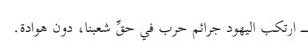 ـ ارتكب اليهود جرائم حرب في حقِّ شعبنا، دون هوادة.